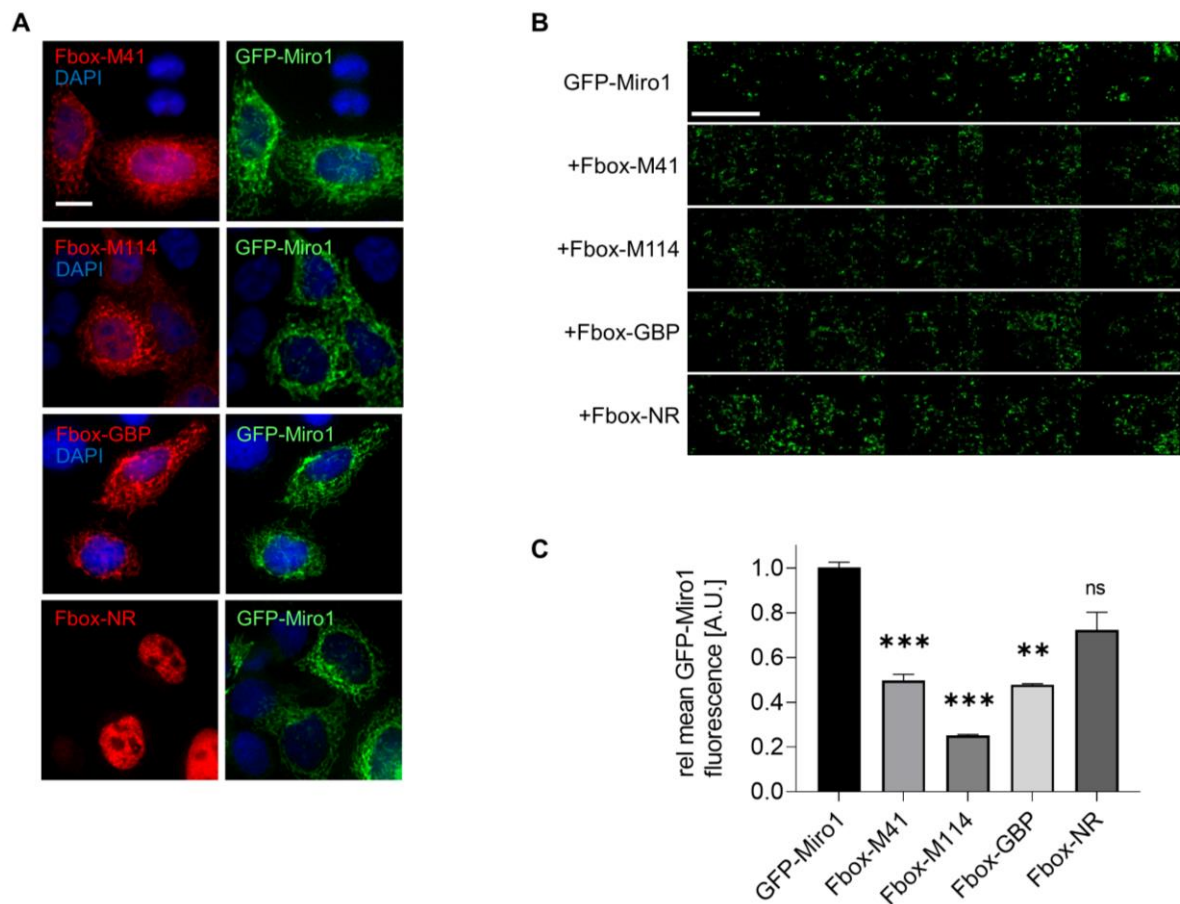 A
Fbox-M41
DAPI
GFP-Miro1
Fbox-M114
DAPI
GFP-Miro1
Fbox-GBP
DAPI
GFP-Miro1
Fbox-NR
GFP-Miro1
B
GFP-Miro1
+Fbox-M41
+Fbox-M114
+Fbox-GBP
+Fbox-NR
C
rel mean GFP-Miro1
fluorescence [A.U.]
1.0
0.8
0.6
0.4
0.2
0.0
***
***
**
ns
GFP-Miro1
Fbox-M41
Fbox-M114
Fbox-GBP
Fbox-NR